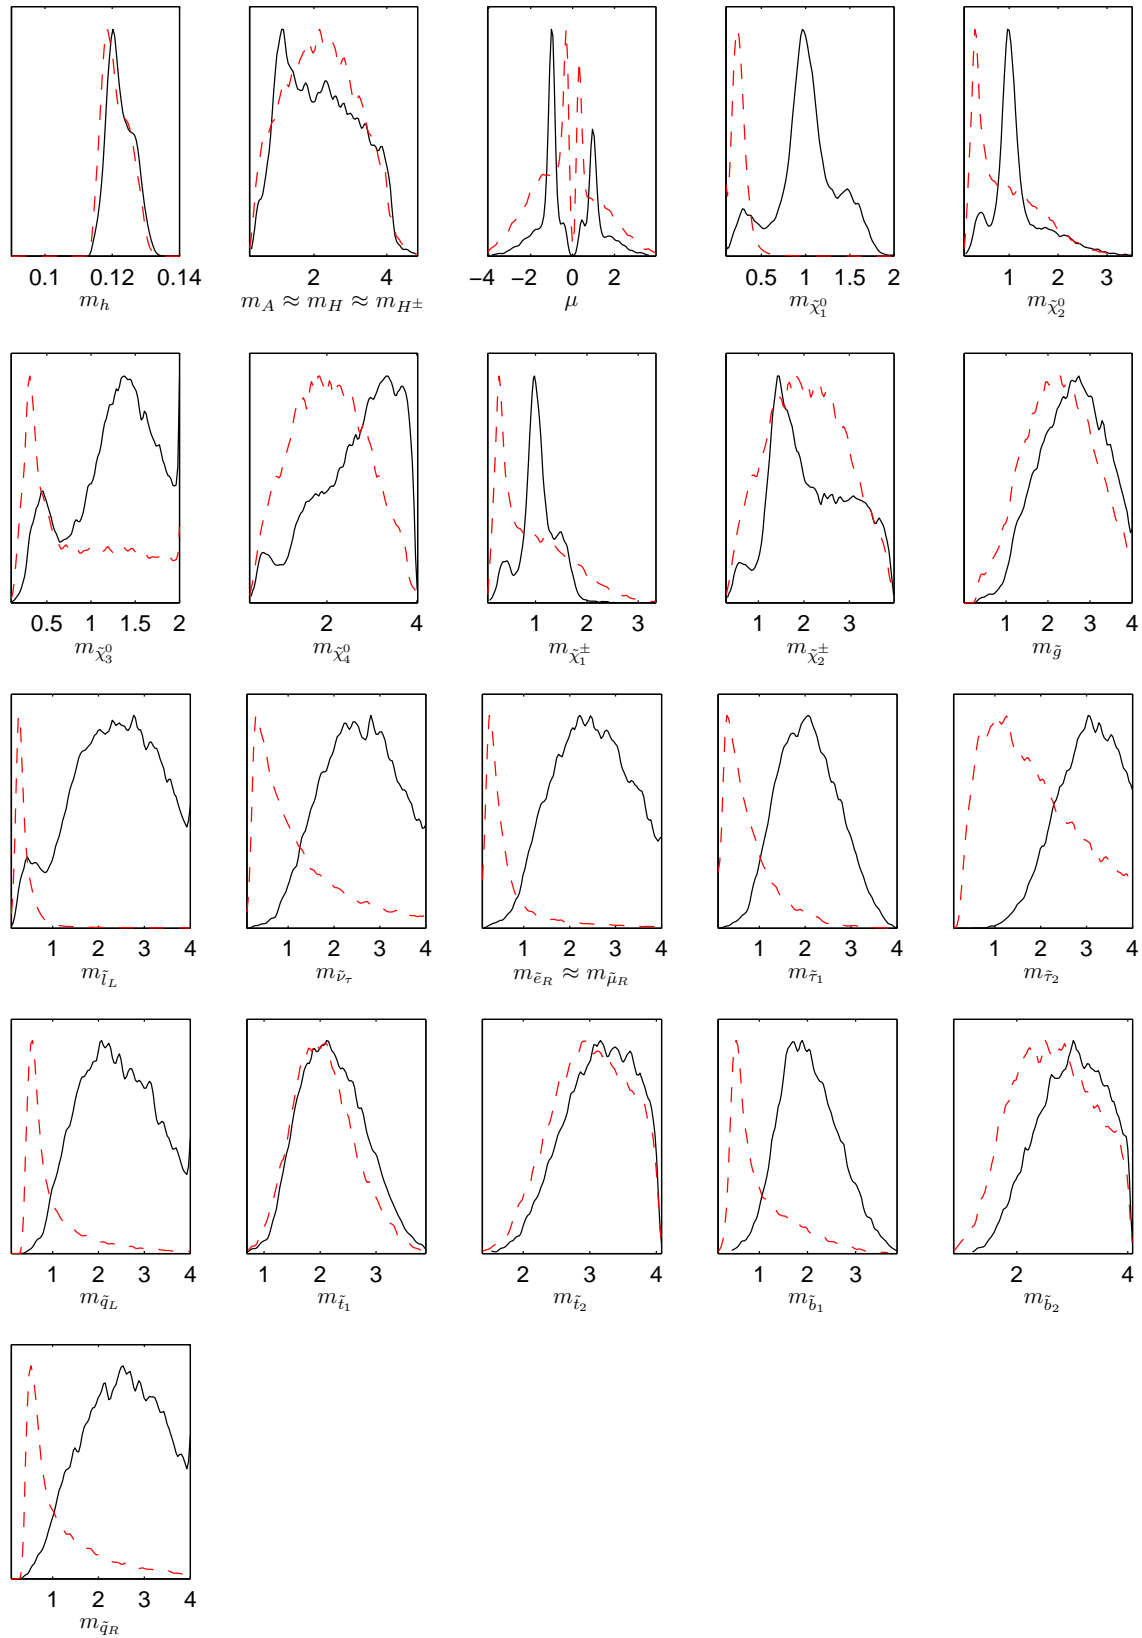 0.1 0.12 0.14 2 4 −4 −2 0 2 0.5 1 1.5 2 1 2 3
m_h m_A ≈ m_H ≈ m_{H^±} μ m_{χ̃_1^0} m_{χ̃_2^0}
0.5 1 1.5 2 2 4 1 2 3 1 2 3 1 2 3 4
m_{χ̃_3^0} m_{χ̃_4^0} m_{χ̃_1^±} m_{χ̃_2^±} m_{g̃}
1 2 3 4 1 2 3 4 1 2 3 4 1 2 3 4 1 2 3 4
m_{l̃_L} m_{ν̃_τ} m_{ẽ_R} ≈ m_{μ̃_R} m_{τ̃_1} m_{τ̃_2}
1 2 3 4 1 2 3 2 3 4 1 2 3 2 4
m_{q̃_L} m_{t̃_1} m_{t̃_2} m_{b̃_1} m_{b̃_2}
1 2 3 4
m_{q̃_R}